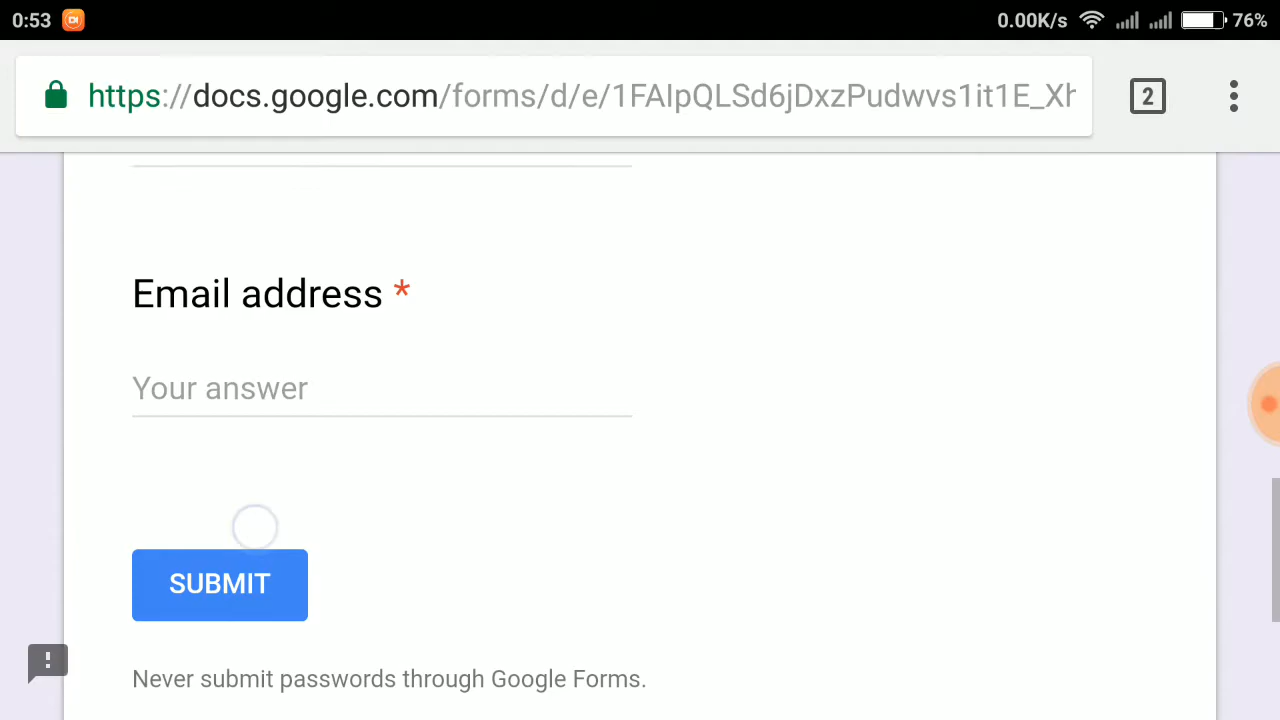 0:53
0.00K/s
76%
https://docs.google.com/forms/d/e/1FAIpQLSd6jDxzPudwvs1it1E_Xh
2
Email address *
Your answer
SUBMIT
!
Never submit passwords through Google Forms.